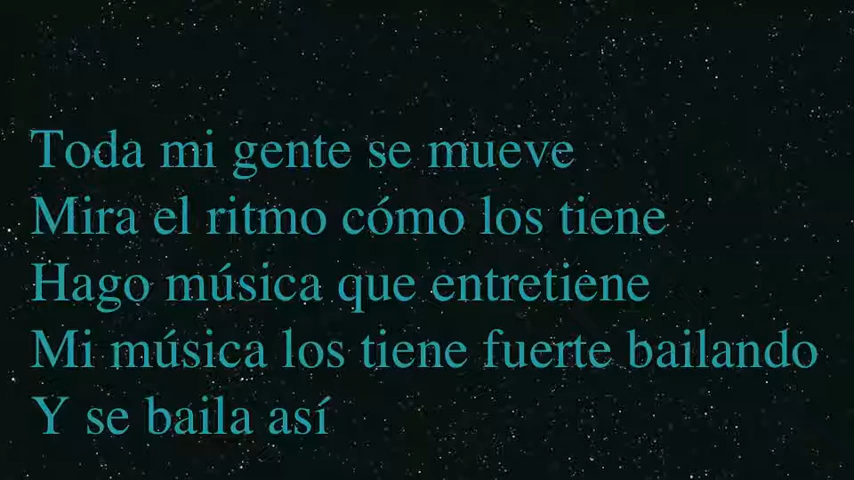 Toda mi gente se mueve
Mira el ritmo cómo los tiene
Hago música que entretiene
Mi música los tiene fuerte bailando
Y se baila así